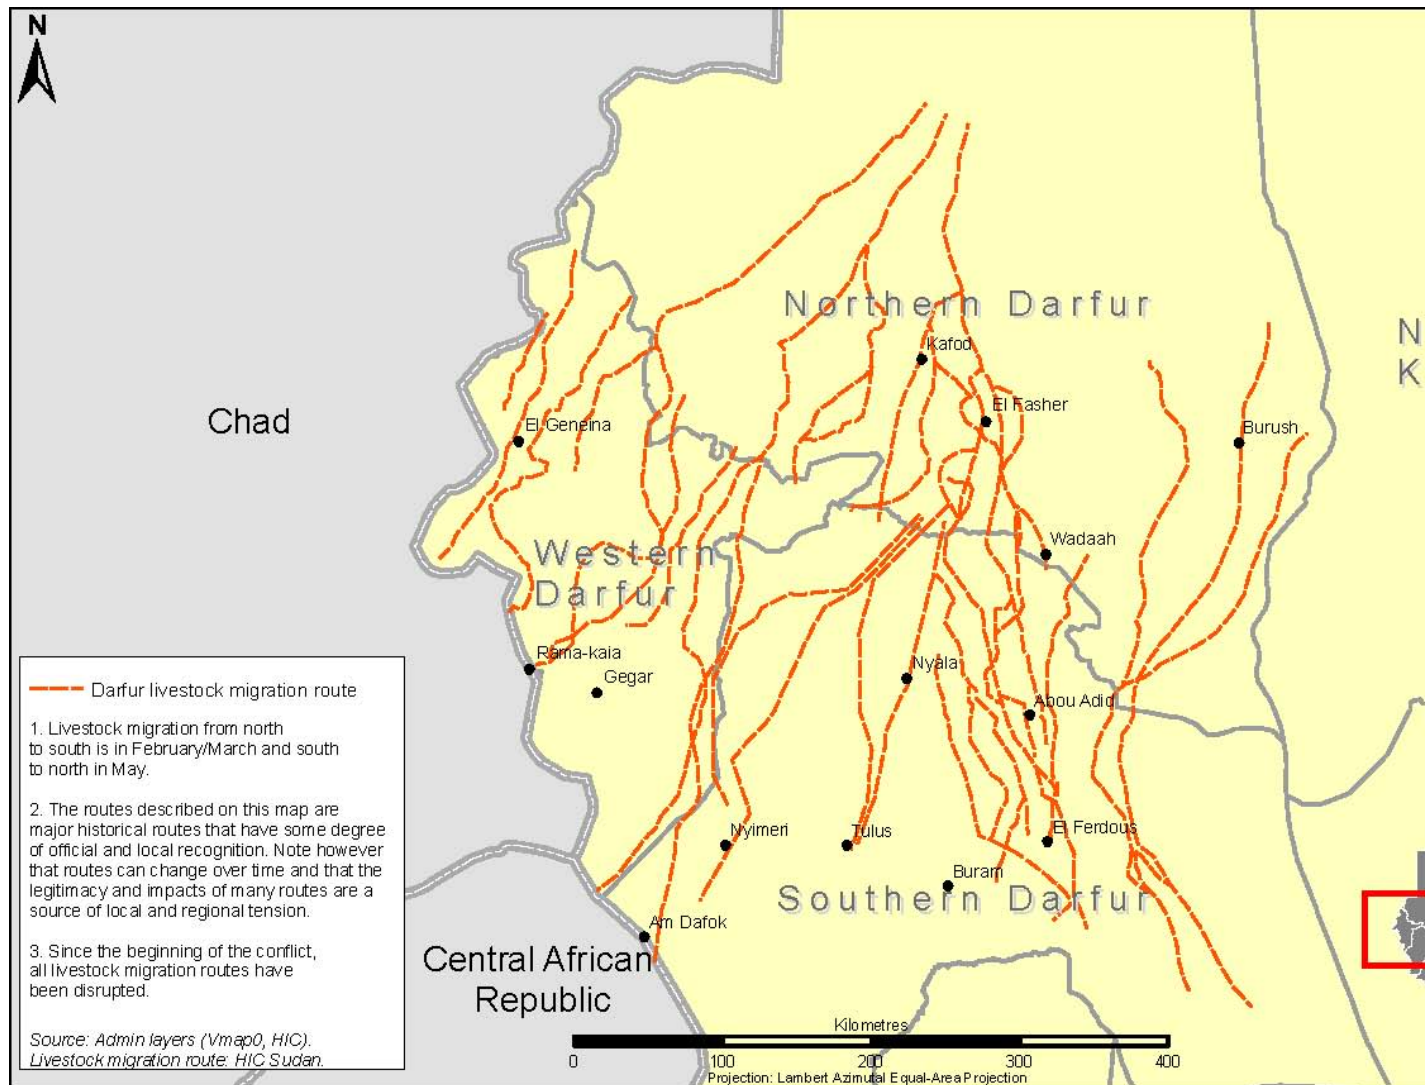 N
Northern Darfur
N
K
Kafod
El Fasher
Chad
El Geneina
Burush
Western
Darfur
Wadaah
Rama-kaia
Gegar
Nyala
Abou Adid
Darfur livestock migration route
1. Livestock migration from north
to south is in February/March and south
to north in May.
2. The routes described on this map are
major historical routes that have some degree
of official and local recognition. Note however
that routes can change over time and that the
legitimacy and impacts of many routes are a
source of local and regional tension.
3. Since the beginning of the conflict,
all livestock migration routes have
been disrupted.
Source: Admin layers (Vmap0, HIC).
Livestock migration route: HIC Sudan.
Nyimeri
Tulus
El Ferdous
Buram
Southern Darfur
Am Dafok
Central African
Republic
Kilometres
0 100 200 300 400
Projection: Lambert Azimutal Equal-Area Projection